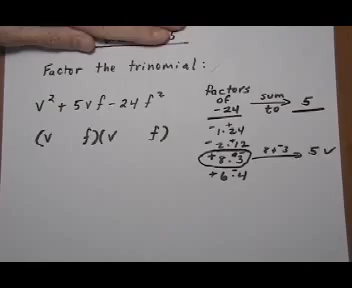 Factor the trinomial:
v² + 5vf - 24f²
(v f)(v f)
factors
of
-24
sum
to
5
-1·+24
-2·+12
+8·-3
8+-3
5 ✓
+6·-4